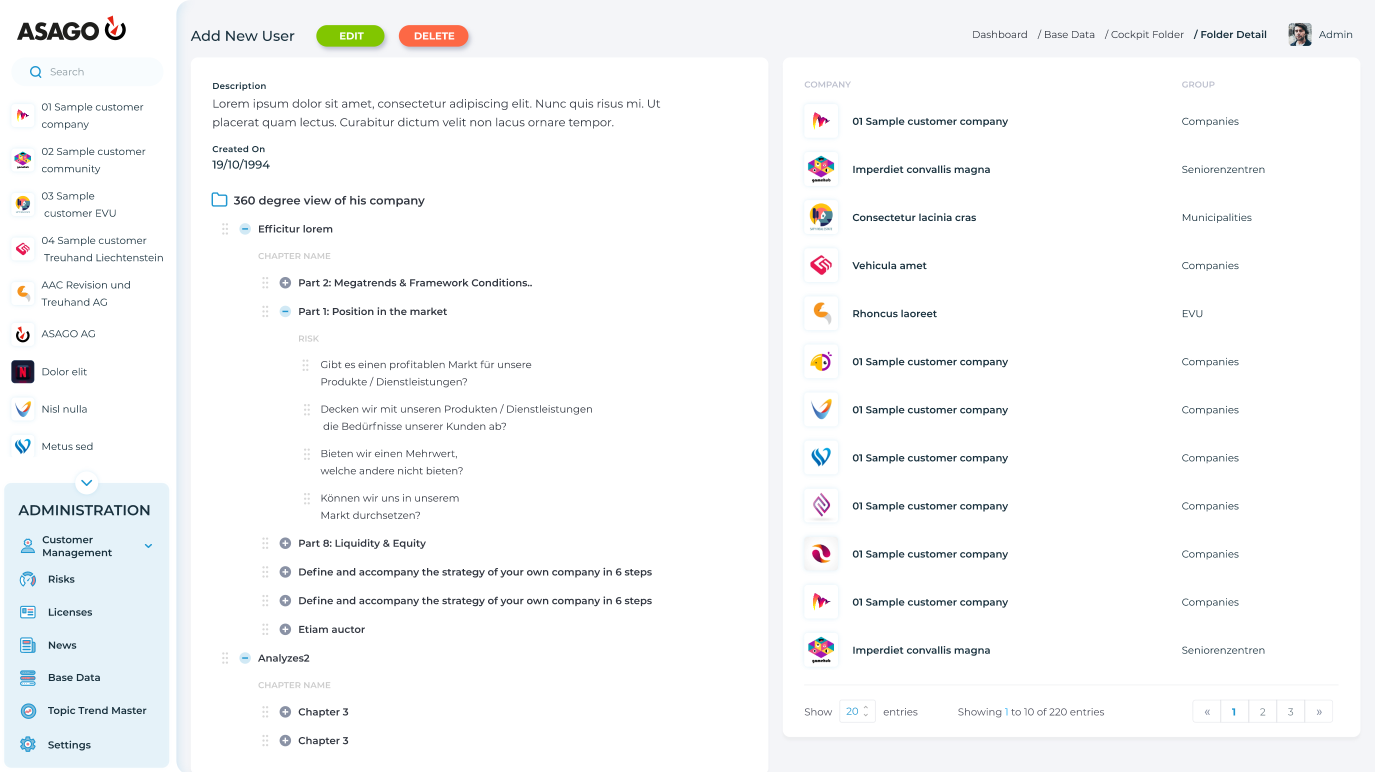 ASAGO
Search
01 Sample customer
company
02 Sample customer
community
03 Sample
customer EVU
04 Sample customer
Treuhand Liechtenstein
AAC Revision und
Treuhand AG
ASAGO AG
Dolor elit
Nisl nulla
Metus sed
ADMINISTRATION
Customer
Management
Risks
Licenses
News
Base Data
Topic Trend Master
Settings
Add New User
EDIT
DELETE
Dashboard / Base Data / Cockpit Folder / Folder Detail
Admin
Description
Lorem ipsum dolor sit amet, consectetur adipiscing elit. Nunc quis risus mi. Ut
placerat quam lectus. Curabitur dictum velit non lacus ornare tempor.
Created On
19/10/1994
360 degree view of his company
Efficitur lorem
CHAPTER NAME
Part 2: Megatrends & Framework Conditions..
Part 1: Position in the market
RISK
Gibt es einen profitablen Markt für unsere
Produkte / Dienstleistungen?
Decken wir mit unseren Produkten / Dienstleistungen
die Bedürfnisse unserer Kunden ab?
Bieten wir einen Mehrwert,
welche andere nicht bieten?
Können wir uns in unserem
Markt durchsetzen?
Part 8: Liquidity & Equity
Define and accompany the strategy of your own company in 6 steps
Define and accompany the strategy of your own company in 6 steps
Etiam auctor
Analyzes2
CHAPTER NAME
Chapter 3
Chapter 3
COMPANY GROUP
01 Sample customer company Companies
Imperdiet convallis magna Seniorenzentren
Consectetur lacinia cras Municipalities
Vehicula amet Companies
Rhoncus laoreet EVU
01 Sample customer company Companies
01 Sample customer company Companies
01 Sample customer company Companies
01 Sample customer company Companies
01 Sample customer company Companies
01 Sample customer company Companies
Imperdiet convallis magna Seniorenzentren
Show 20 entries Showing 1 to 10 of 220 entries « 1 2 3 »